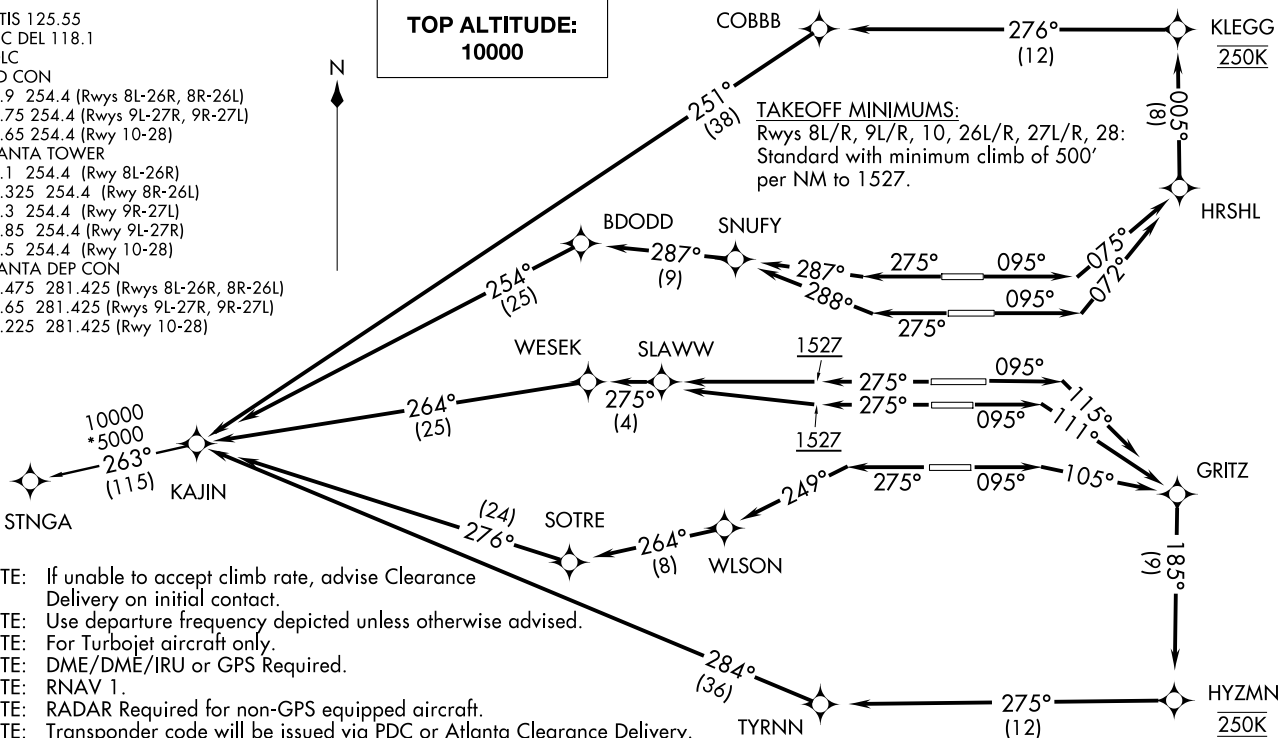 TIS 125.55
C DEL 118.1
LC
D CON
.9 254.4 (Rwys 8L-26R, 8R-26L)
.75 254.4 (Rwys 9L-27R, 9R-27L)
.65 254.4 (Rwy 10-28)
ANTA TOWER
.1 254.4 (Rwy 8L-26R)
.325 254.4 (Rwy 8R-26L)
.3 254.4 (Rwy 9R-27L)
.85 254.4 (Rwy 9L-27R)
.5 254.4 (Rwy 10-28)
ANTA DEP CON
.475 281.425 (Rwys 8L-26R, 8R-26L)
.65 281.425 (Rwys 9L-27R, 9R-27L)
.225 281.425 (Rwy 10-28)
N
TOP ALTITUDE:
10000
COBBB
276°
(12)
KLEGG
250K
251°
(38)
TAKEOFF MINIMUMS:
Rwys 8L/R, 9L/R, 10, 26L/R, 27L/R, 28:
Standard with minimum climb of 500'
per NM to 1527.
005°
(8)
HRSHL
BDODD
SNUFY
287°
(9)
287°
275°
095°
075°
288°
275°
095°
072°
254°
(25)
WESEK
SLAWW
1527
275°
095°
115°
264°
(25)
275°
(4)
275°
095°
111°
1527
10000
*5000
263°
(115)
KAJIN
STNGA
GRITZ
249°
275°
095°
105°
(24)
276°
SOTRE
264°
(8)
WLSON
185°
(9)
TE: If unable to accept climb rate, advise Clearance
Delivery on initial contact.
TE: Use departure frequency depicted unless otherwise advised.
TE: For Turbojet aircraft only.
TE: DME/DME/IRU or GPS Required.
TE: RNAV 1.
TE: RADAR Required for non-GPS equipped aircraft.
TE: Transponder code will be issued via PDC or Atlanta Clearance Delivery.
284°
(36)
TYRNN
275°
(12)
HYZMN
250K